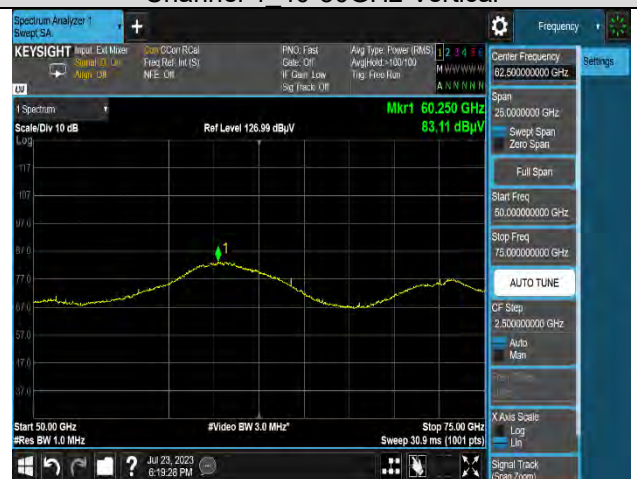 Spectrum Analyzer 1
Swept SA
Frequency
KEYSIGHT
Input: Ext Mixer
Signal ID: On
Align: Off
Corr CCorr RCal
Freq Ref: Int (S)
NFE: Off
PNO: Fast
Gate: Off
IF Gain: Low
Sig Track: Off
Avg Type: Power (RMS)
Avg|Hold:>100/100
Trig: Free Run
1 2 3 4 5 6
M W W W W W
A N N N N N
1 Spectrum
Scale/Div 10 dB
Log
Ref Level 126.99 dBµV
Mkr1 60.250 GHz
83.11 dBµV
117
107
97.0
87.0
77.0
67.0
57.0
47.0
37.0
1
Start 50.00 GHz
#Res BW 1.0 MHz
#Video BW 3.0 MHz*
Stop 75.00 GHz
Sweep 30.9 ms (1001 pts)
Center Frequency
62.500000000 GHz
Settings
Span
25.0000000 GHz
Swept Span
Zero Span
Full Span
Start Freq
50.000000000 GHz
Stop Freq
75.000000000 GHz
AUTO TUNE
CF Step
2.500000000 GHz
Auto
Man
X Axis Scale
Log
Lin
Signal Track
(Span Zoom)
?
Jul 23, 2023
6:19:28 PM